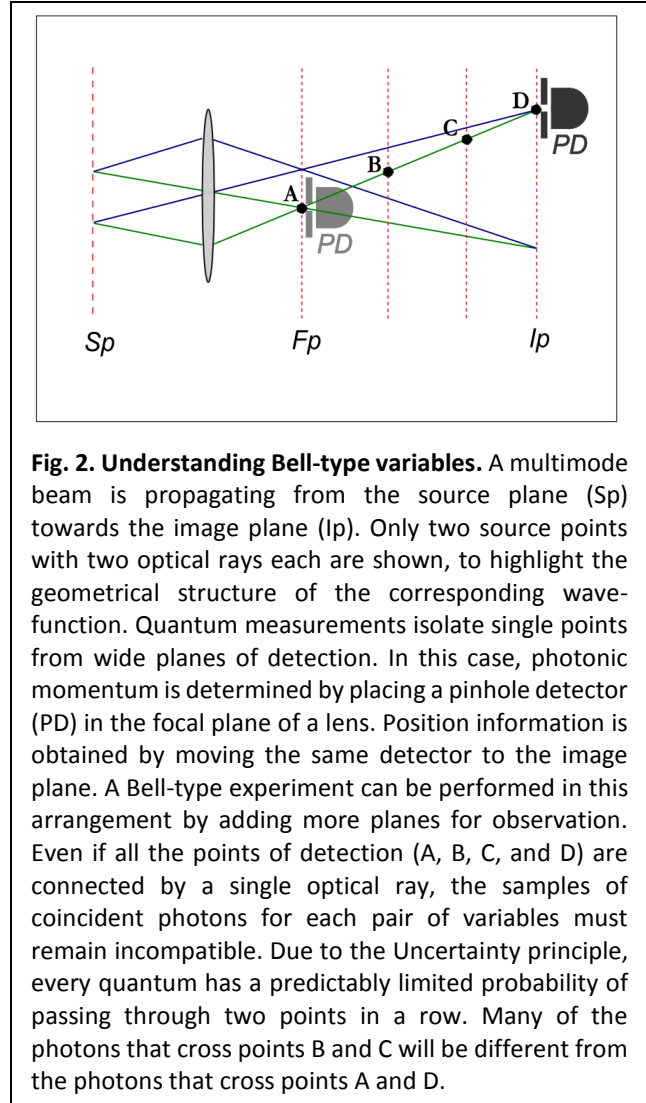 D
PD
C
B
A
PD
Sp
Fp
Ip
Fig. 2. Understanding Bell-type variables. A multimode
beam is propagating from the source plane (Sp)
towards the image plane (Ip). Only two source points
with two optical rays each are shown, to highlight the
geometrical structure of the corresponding wave-
function. Quantum measurements isolate single points
from wide planes of detection. In this case, photonic
momentum is determined by placing a pinhole detector
(PD) in the focal plane of a lens. Position information is
obtained by moving the same detector to the image
plane. A Bell-type experiment can be performed in this
arrangement by adding more planes for observation.
Even if all the points of detection (A, B, C, and D) are
connected by a single optical ray, the samples of
coincident photons for each pair of variables must
remain incompatible. Due to the Uncertainty principle,
every quantum has a predictably limited probability of
passing through two points in a row. Many of the
photons that cross points B and C will be different from
the photons that cross points A and D.